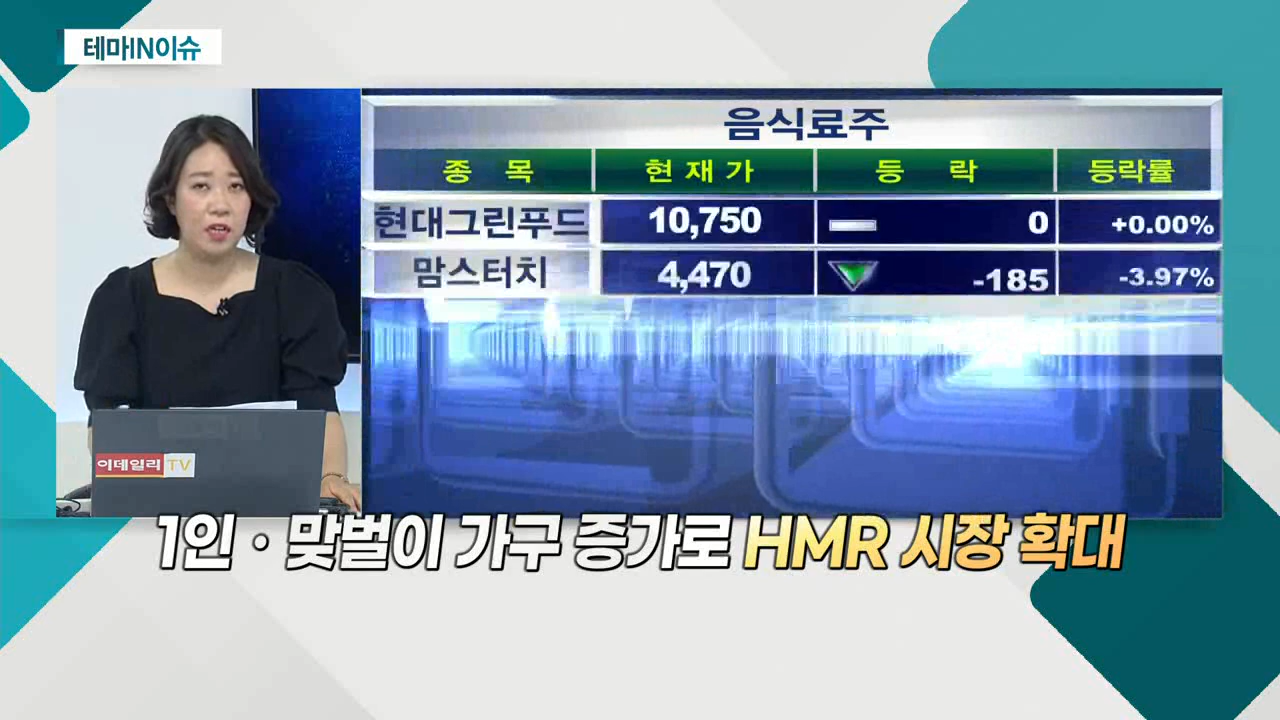 테마IN이슈
음식료주
종 목 현재가 등 락 등락률
현대그린푸드 10,750 0 +0.00%
맘스터치 4,470 -185 -3.97%
이데일리 TV
1인·맞벌이 가구 증가로 HMR 시장 확대